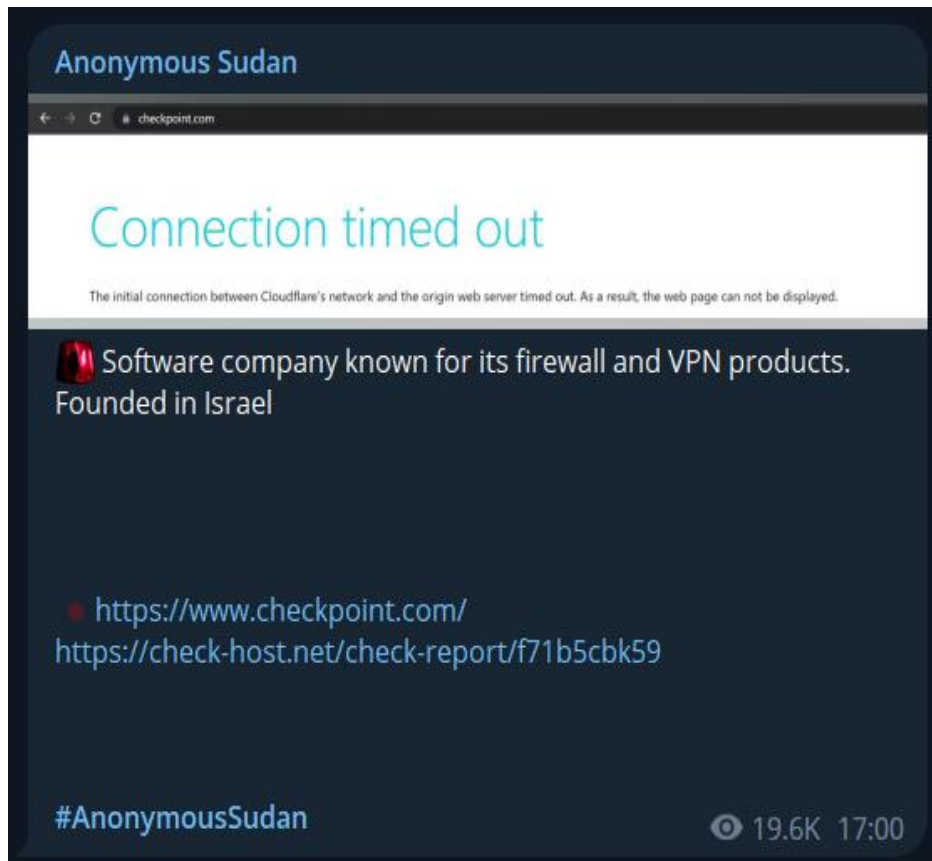 Anonymous Sudan
checkpoint.com
Connection timed out
The initial connection between Cloudflare's network and the origin web server timed out. As a result, the web page can not be displayed.
Software company known for its firewall and VPN products.
Founded in Israel
https://www.checkpoint.com/
https://check-host.net/check-report/f71b5cbk59
#AnonymousSudan
19.6K 17:00